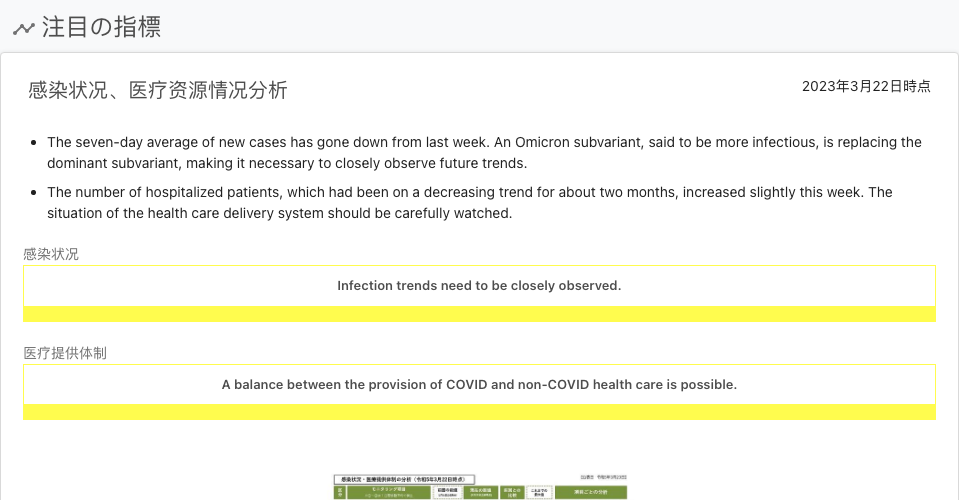 注目の指標
感染状况、医疗资源情况分析
2023年3月22日時点
The seven-day average of new cases has gone down from last week. An Omicron subvariant, said to be more infectious, is replacing the
dominant subvariant, making it necessary to closely observe future trends.
The number of hospitalized patients, which had been on a decreasing trend for about two months, increased slightly this week. The
situation of the health care delivery system should be carefully watched.
感染状况
Infection trends need to be closely observed.
医疗提供体制
A balance between the provision of COVID and non-COVID health care is possible.
感染状況・医療提供体制の分析（令和5年3月22日時点）